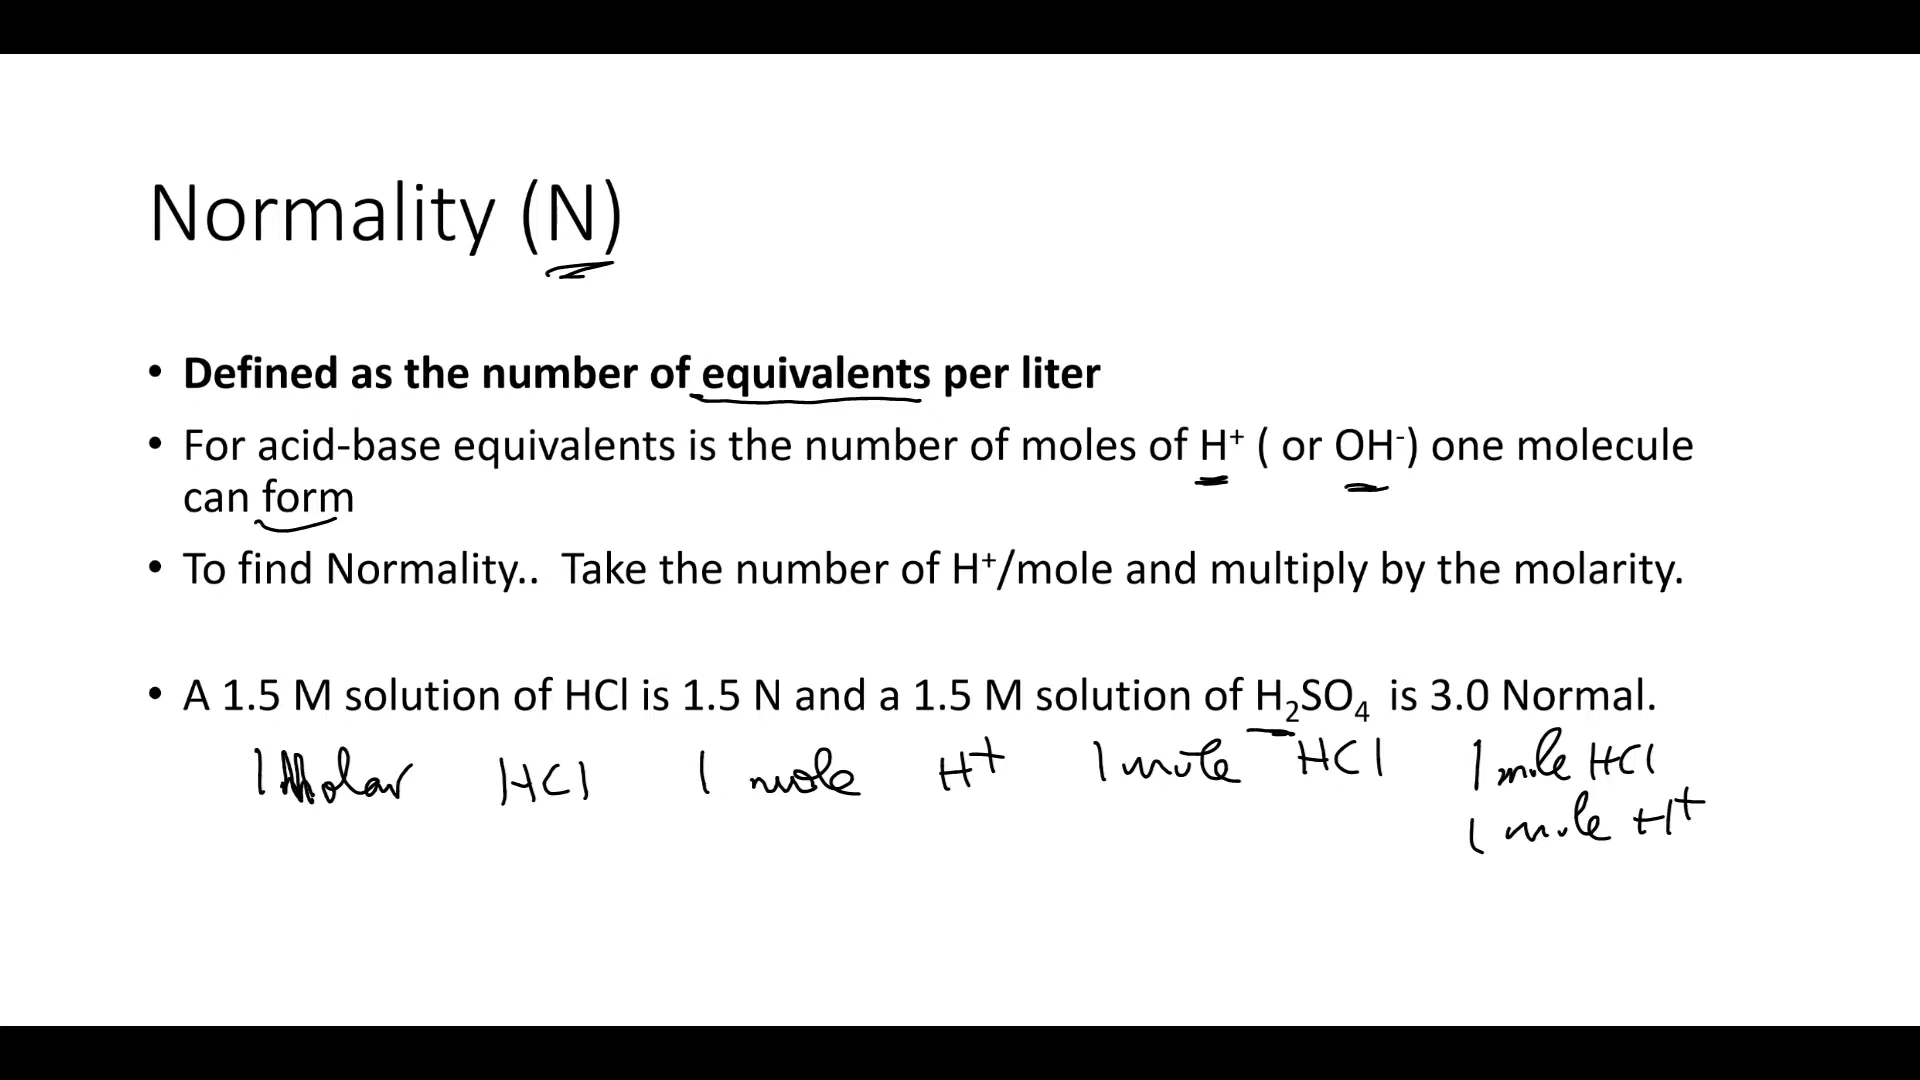 Normality (N)
• Defined as the number of equivalents per liter
• For acid-base equivalents is the number of moles of H⁺ ( or OH⁻) one molecule
can form
• To find Normality.. Take the number of H⁺/mole and multiply by the molarity.
• A 1.5 M solution of HCl is 1.5 N and a 1.5 M solution of H₂SO₄ is 3.0 Normal.
1 Molar HCl 1 mole H⁺ 1 mole HCl 1 mole HCl
1 mole H⁺